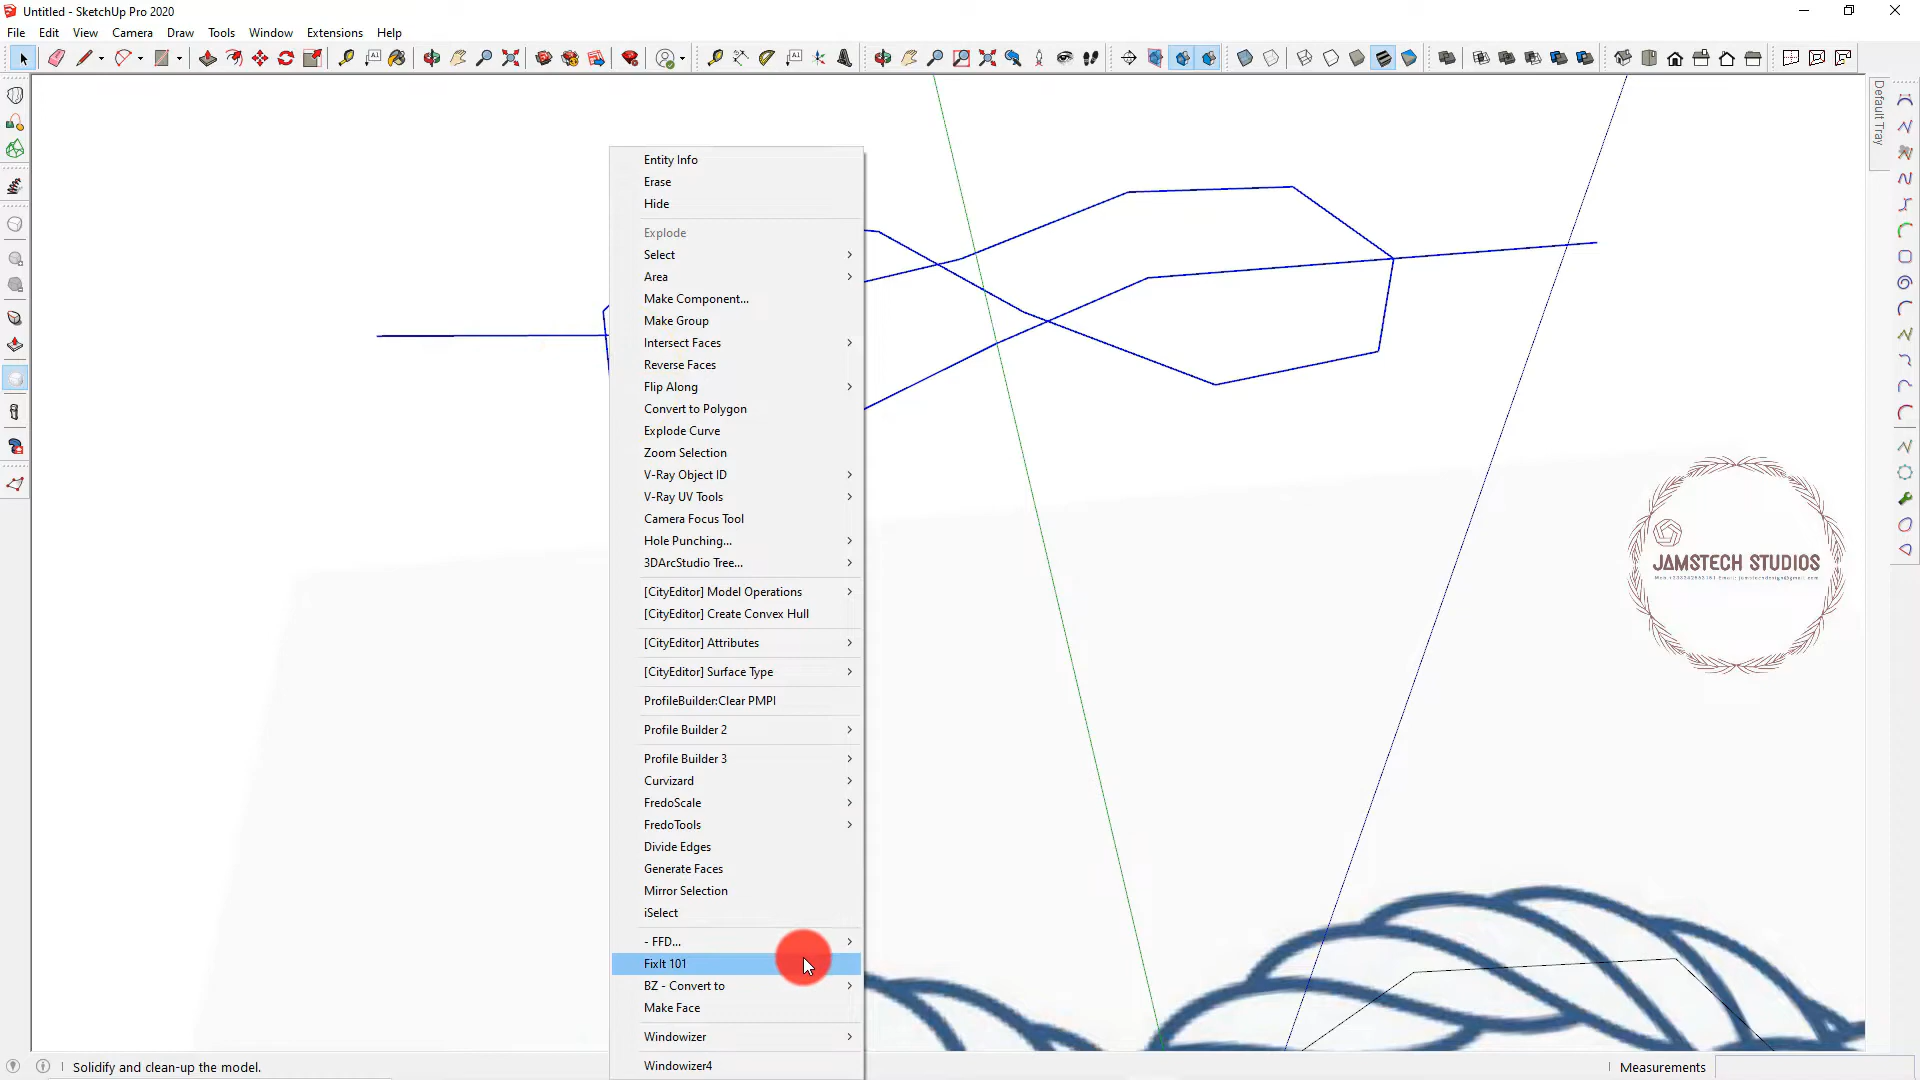 Untitled - SketchUp Pro 2020
File Edit View Camera Draw Tools Window Extensions Help
Default Tray
Entity Info
Erase
Hide
Explode
Select
Area
Make Component...
Make Group
Intersect Faces
Reverse Faces
Flip Along
Convert to Polygon
Explode Curve
Zoom Selection
V-Ray Object ID
V-Ray UV Tools
Camera Focus Tool
Hole Punching...
3DArcStudio Tree...
[CityEditor] Model Operations
[CityEditor] Create Convex Hull
[CityEditor] Attributes
[CityEditor] Surface Type
ProfileBuilder:Clear PMPI
Profile Builder 2
Profile Builder 3
Curvizard
FredoScale
FredoTools
Divide Edges
Generate Faces
Mirror Selection
iSelect
- FFD...
FixIt 101
BZ - Convert to
Make Face
Windowizer
Windowizer4
JAMSTECH STUDIOS
Solidify and clean-up the model.
Measurements